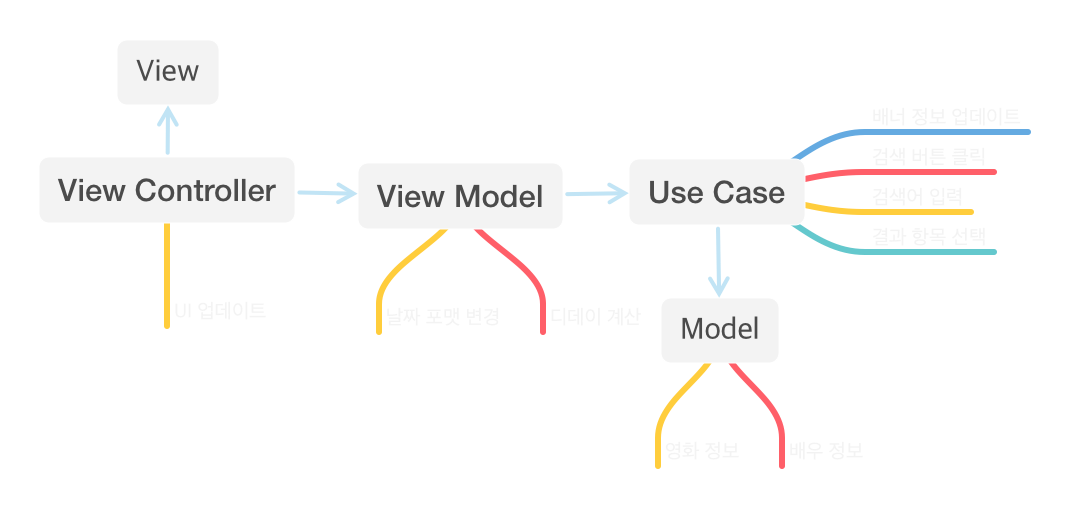 View
View Controller
View Model
Use Case
배너 정보 업데이트
검색 버튼 클릭
검색어 입력
결과 항목 선택
UI 업데이트
날짜 포맷 변경
디데이 계산
Model
영화 정보
배우 정보